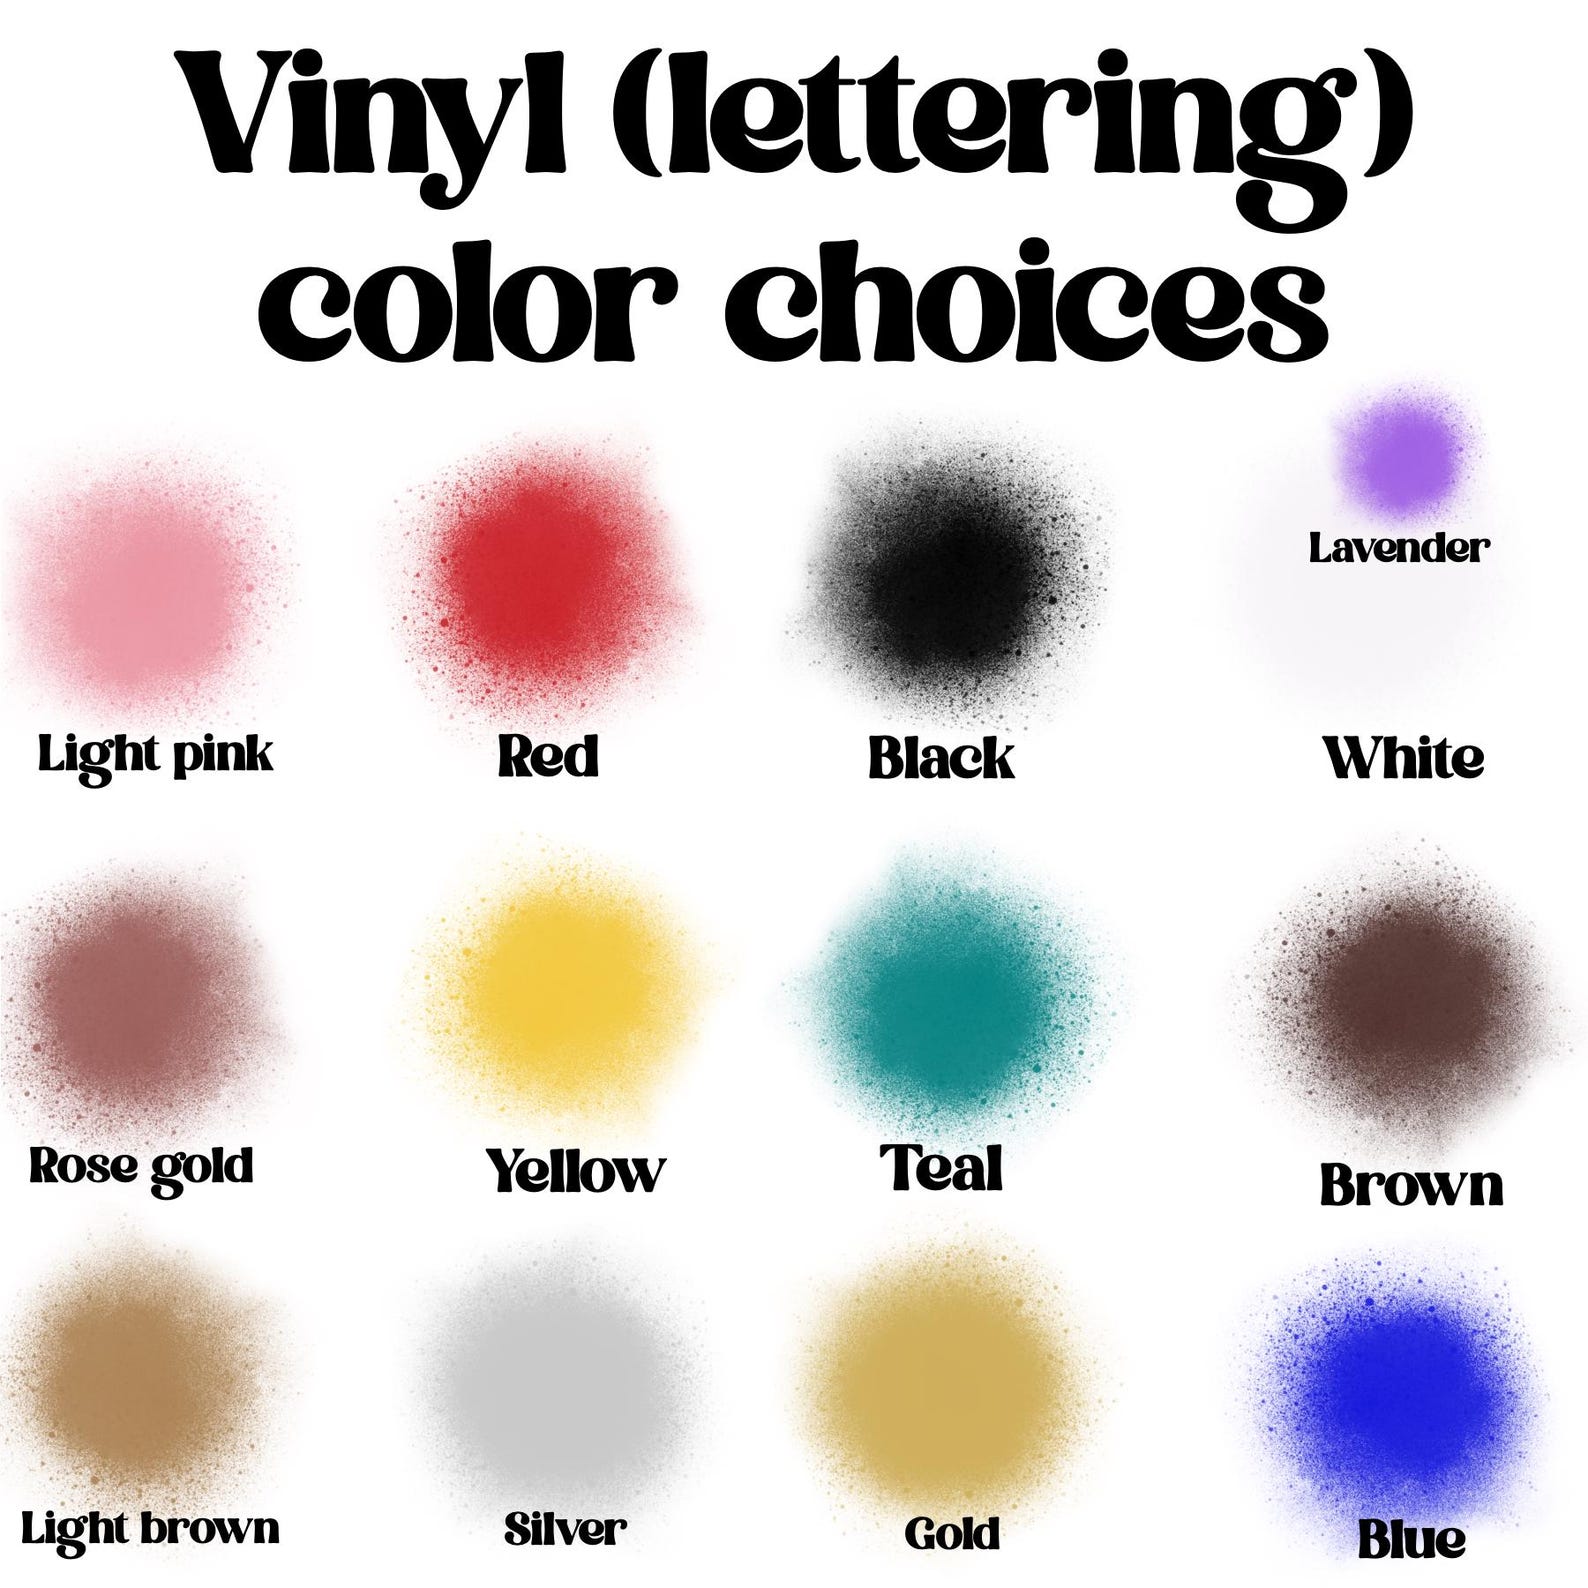 Vinyl (lettering)
color choices
Lavender
Light pink
Red
Black
White
Rose gold
Yellow
Teal
Brown
Light brown
Silver
Gold
Blue